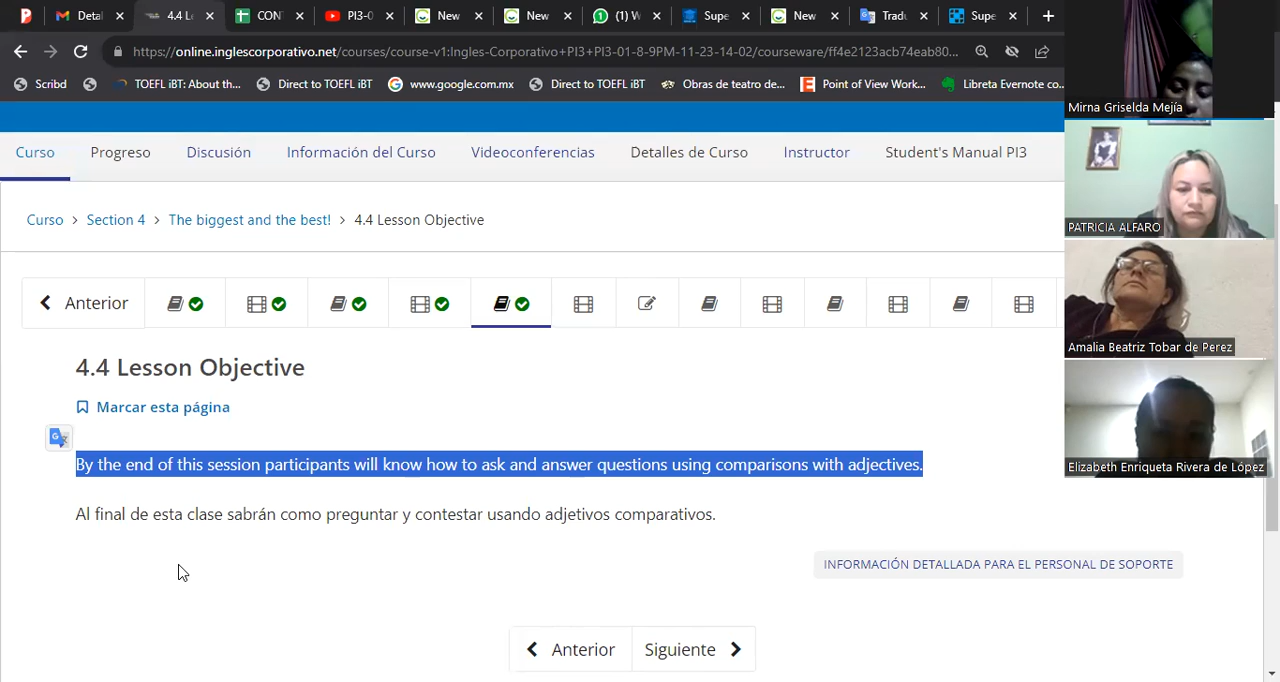 Detal
4.4 L
CON
PI3-0
New
New
(1) W
Supe
New
Tradu
Supe
https://online.inglescorporativo.net/courses/course-v1:Ingles-Corporativo+PI3+PI3-01-8-9PM-11-23-14-02/courseware/ff4e2123acb74eab80...
Scribd
TOEFL iBT: About th...
Direct to TOEFL iBT
www.google.com.mx
Direct to TOEFL iBT
Obras de teatro de...
Point of View Work...
Libreta Evernote co...
Curso
Progreso
Discusión
Información del Curso
Videoconferencias
Detalles de Curso
Instructor
Student's Manual PI3
Curso > Section 4 > The biggest and the best! > 4.4 Lesson Objective
Anterior
4.4 Lesson Objective
Marcar esta página
By the end of this session participants will know how to ask and answer questions using comparisons with adjectives.
Al final de esta clase sabrán como preguntar y contestar usando adjetivos comparativos.
INFORMACIÓN DETALLADA PARA EL PERSONAL DE SOPORTE
Anterior
Siguiente
Mirna Griselda Mejía
PATRICIA ALFARO
Amalia Beatriz Tobar de Perez
Elizabeth Enriqueta Rivera de López